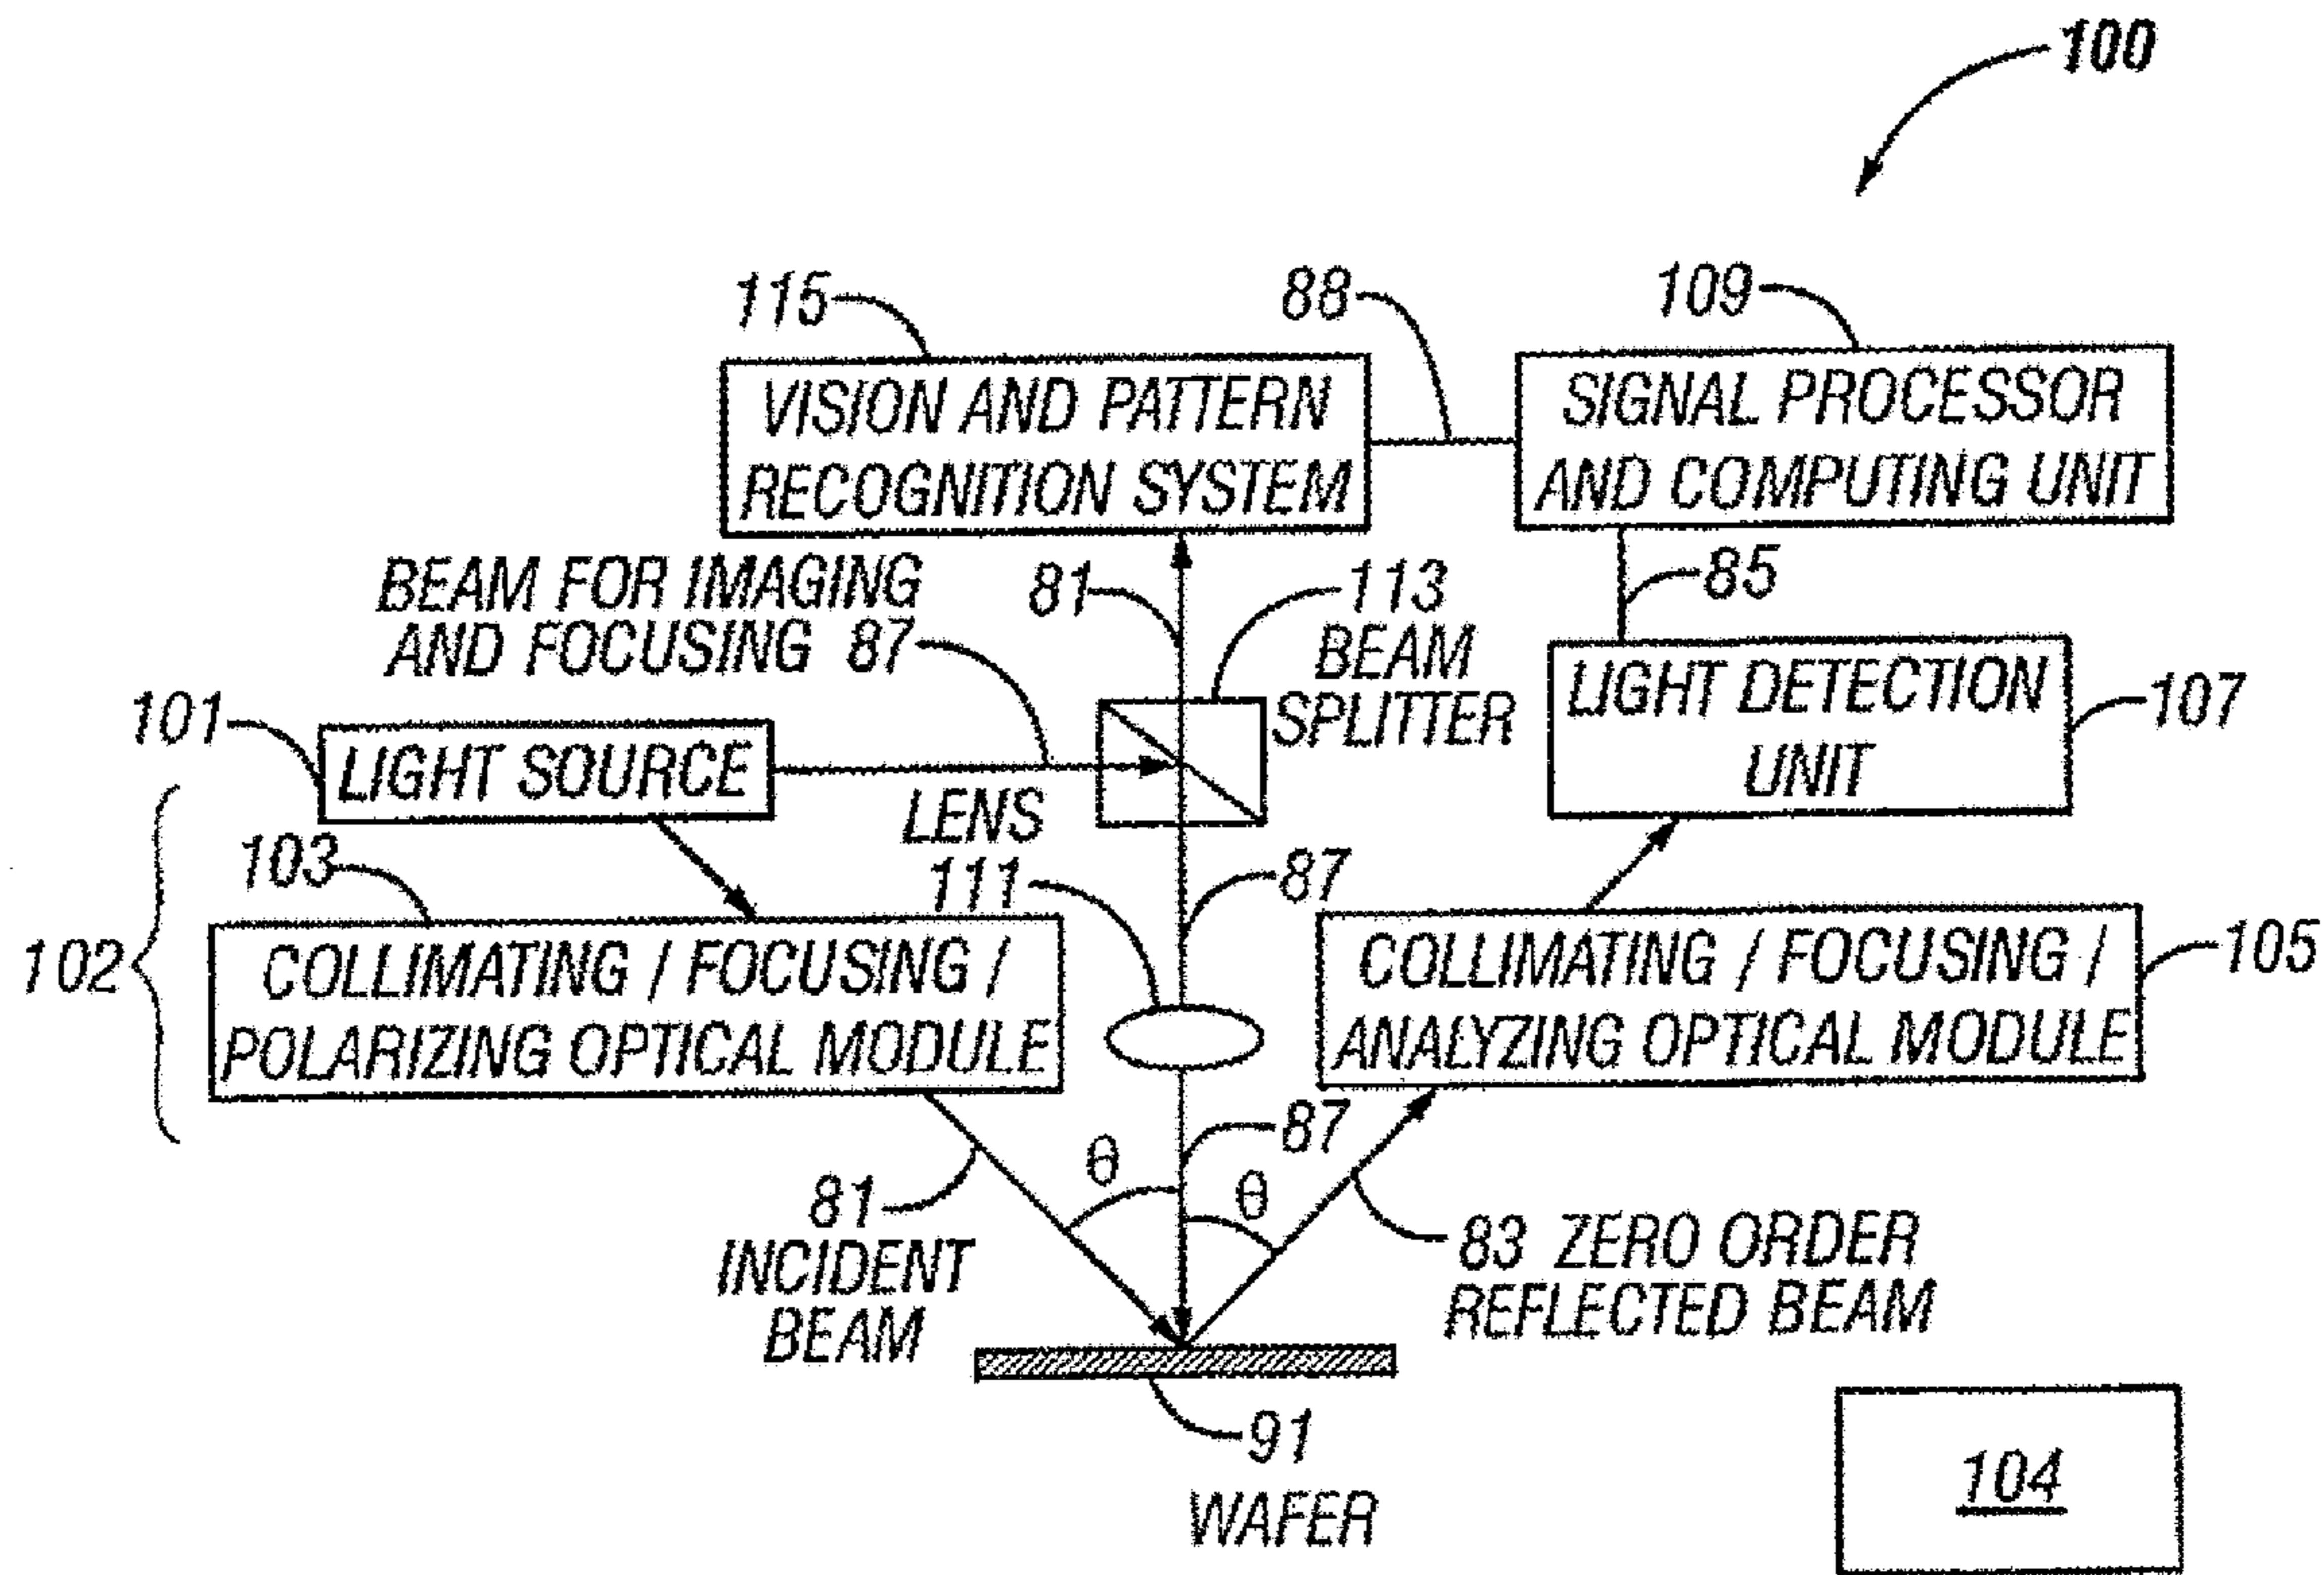 100
115
88
109
VISION AND PATTERN
RECOGNITION SYSTEM
SIGNAL PROCESSOR
AND COMPUTING UNIT
BEAM FOR IMAGING
AND FOCUSING 87
81
113
BEAM
SPLITTER
85
101
LIGHT SOURCE
LIGHT DETECTION
UNIT
107
LENS
111
87
102
103
COLLIMATING / FOCUSING /
POLARIZING OPTICAL MODULE
COLLIMATING / FOCUSING /
ANALYZING OPTICAL MODULE
105
87
θ
θ
81
INCIDENT
BEAM
83 ZERO ORDER
REFLECTED BEAM
91
WAFER
104